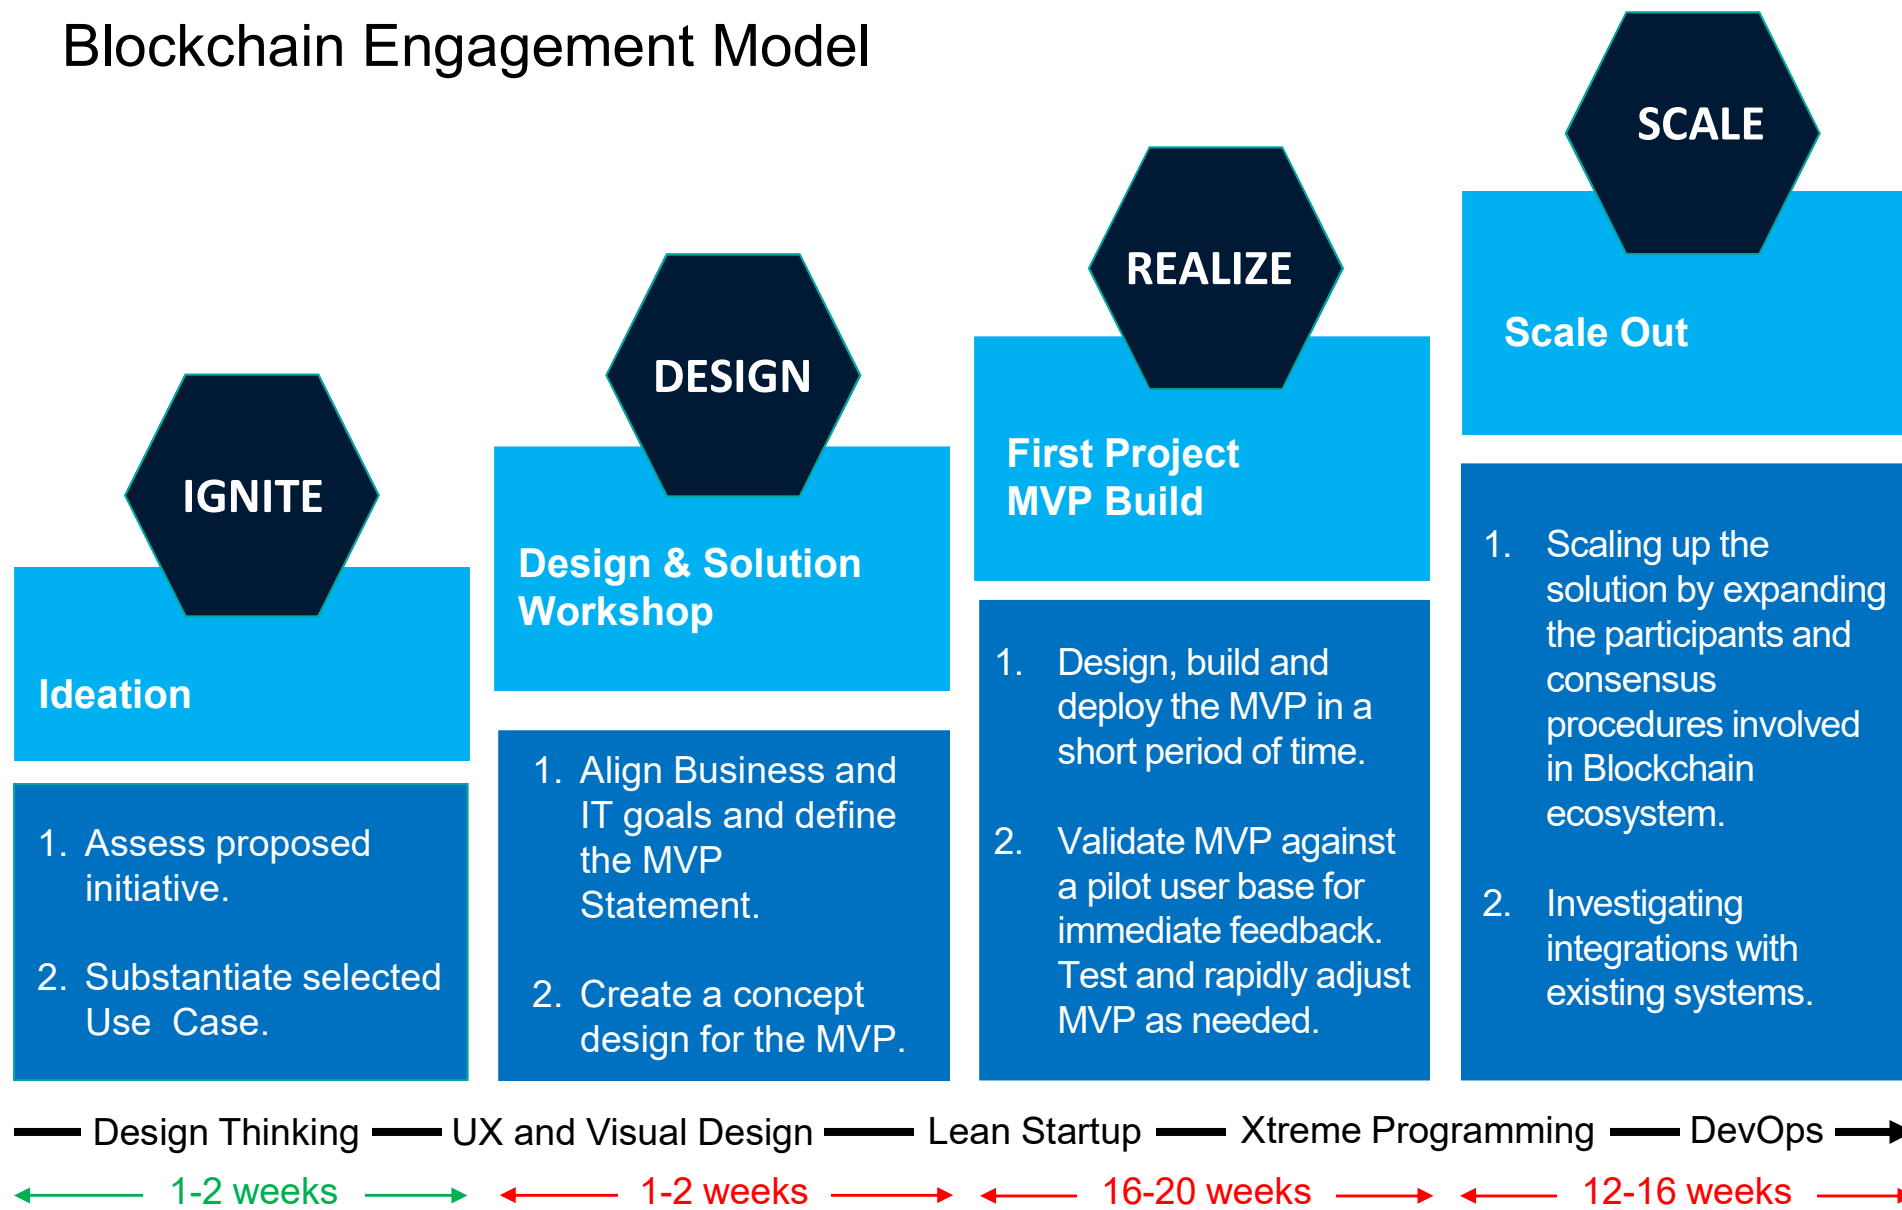 Blockchain Engagement Model
IGNITE
Ideation
1. Assess proposed
initiative.
2. Substantiate selected
Use  Case.
DESIGN
Design & Solution
Workshop
1. Align Business and
IT goals and define
the MVP
Statement.
2. Create a concept
design for the MVP.
REALIZE
First Project
MVP Build
1. Design, build and
deploy the MVP in a
short period of time.
2. Validate MVP against
a pilot user base for
immediate feedback.
Test and rapidly adjust
MVP as needed.
SCALE
Scale Out
1. Scaling up the
solution by expanding
the participants and
consensus
procedures involved
in Blockchain
ecosystem.
2. Investigating
integrations with
existing systems.
Design Thinking UX and Visual Design Lean Startup Xtreme Programming DevOps
1-2 weeks 1-2 weeks 16-20 weeks 12-16 weeks